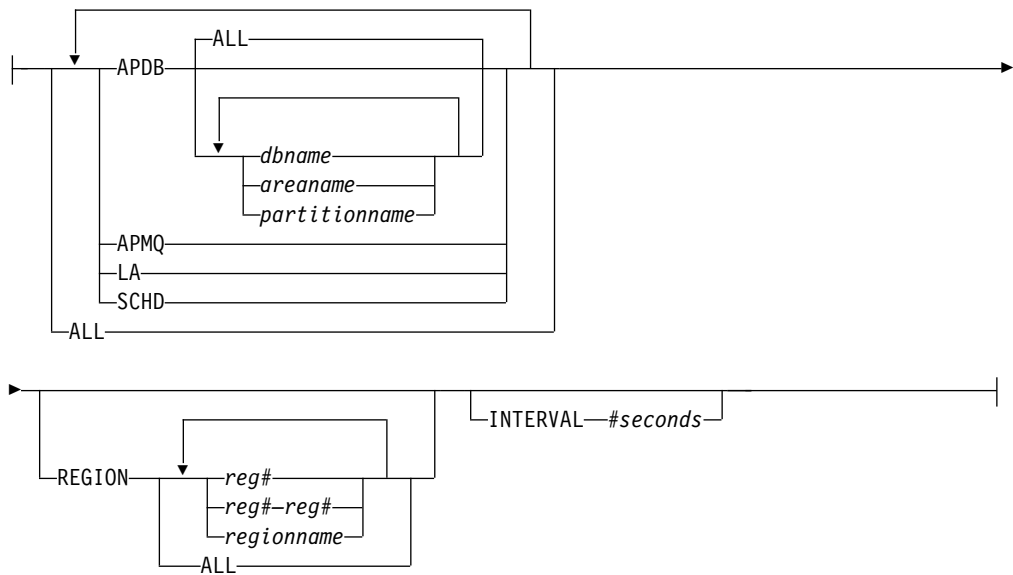 ALL
APDB
dbname
areaname
partitionname
APMQ
LA
SCHD
ALL
INTERVAL #seconds
REGION reg#
reg#–reg#
regionname
ALL